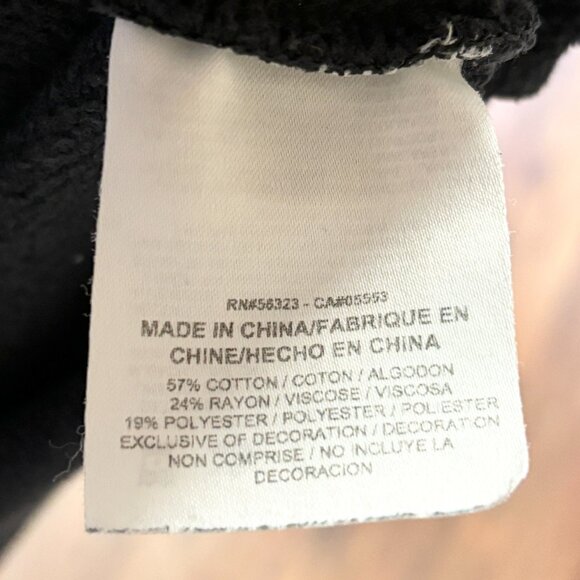 RN#56323 - CA#05553
MADE IN CHINA/FABRIQUE EN
CHINE/HECHO EN CHINA
57% COTTON / COTON / ALGODON
24% RAYON / VISCOSE / VISCOSA
19% POLYESTER / POLYESTER / POLIESTER
EXCLUSIVE OF DECORATION / DECORATION
NON COMPRISE / NO INCLUYE LA
DECORACION